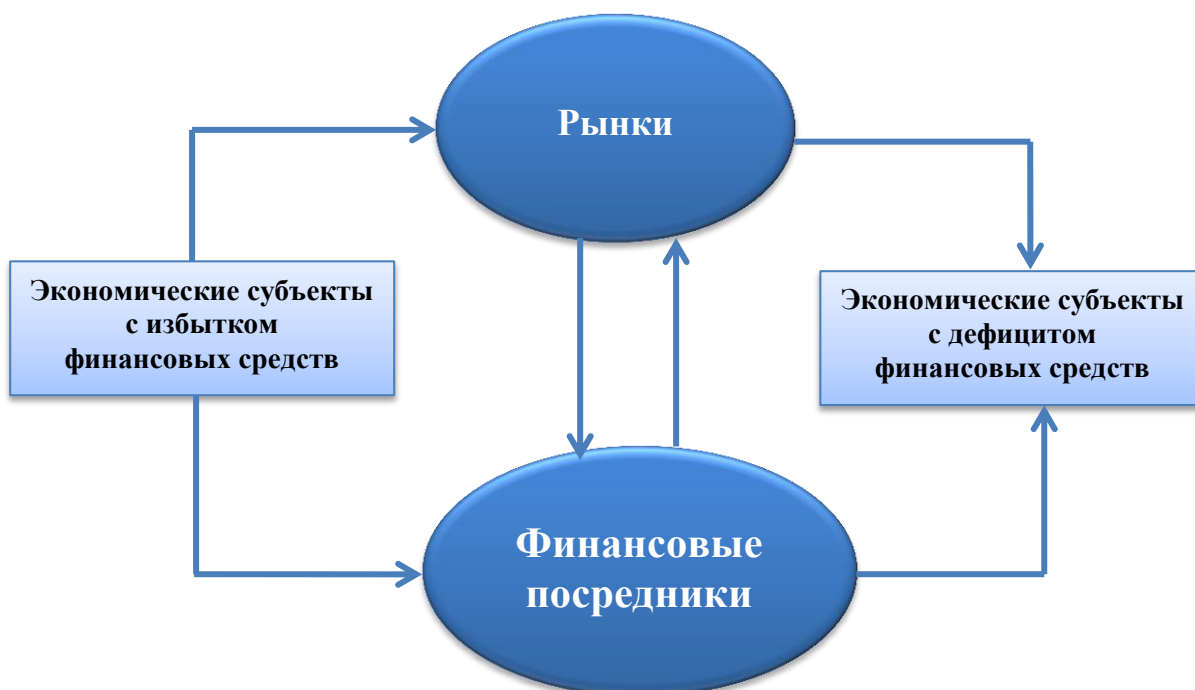 Рынки
Экономические субъекты
с избытком
финансовых средств
Экономические субъекты
с дефицитом
финансовых средств
Финансовые
посредники